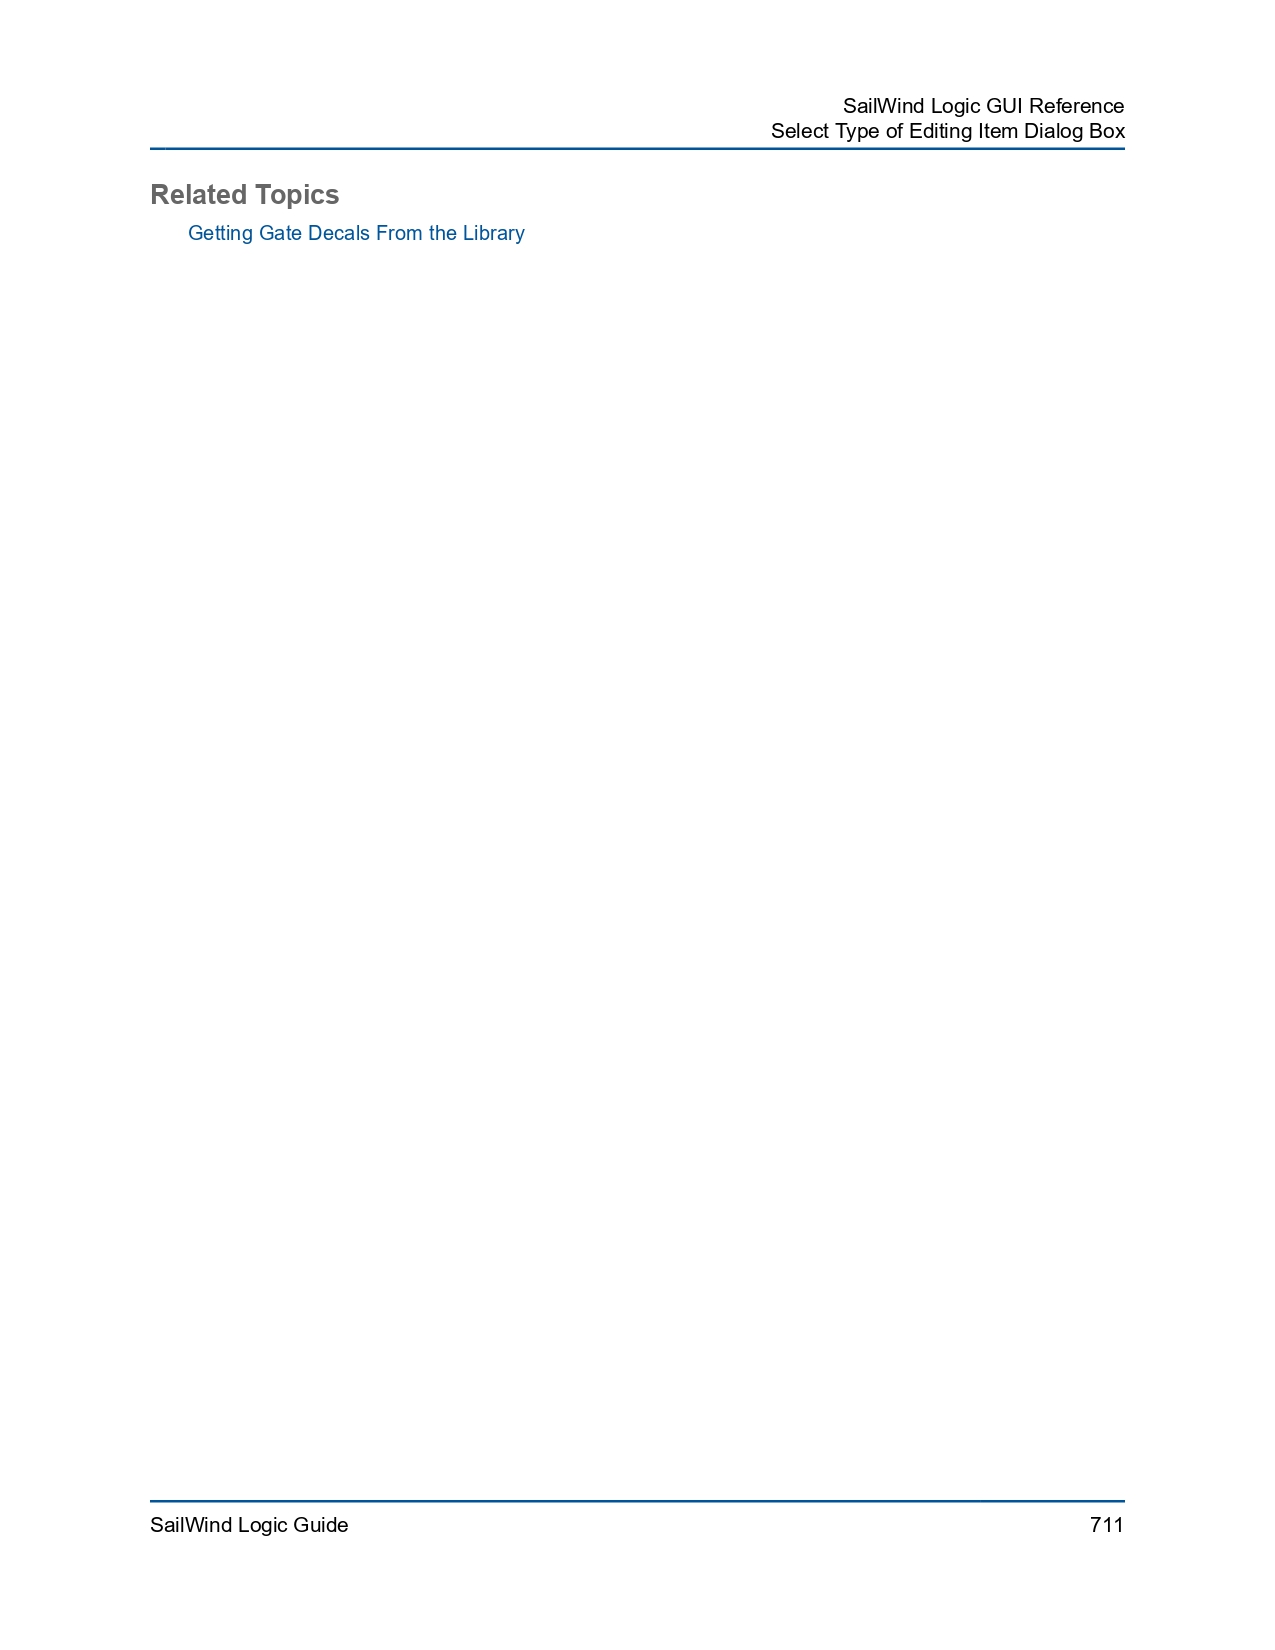 SailWind Logic GUI Reference
Select Type of Editing Item Dialog Box
Related Topics
Getting Gate Decals From the Library
SailWind Logic Guide 711